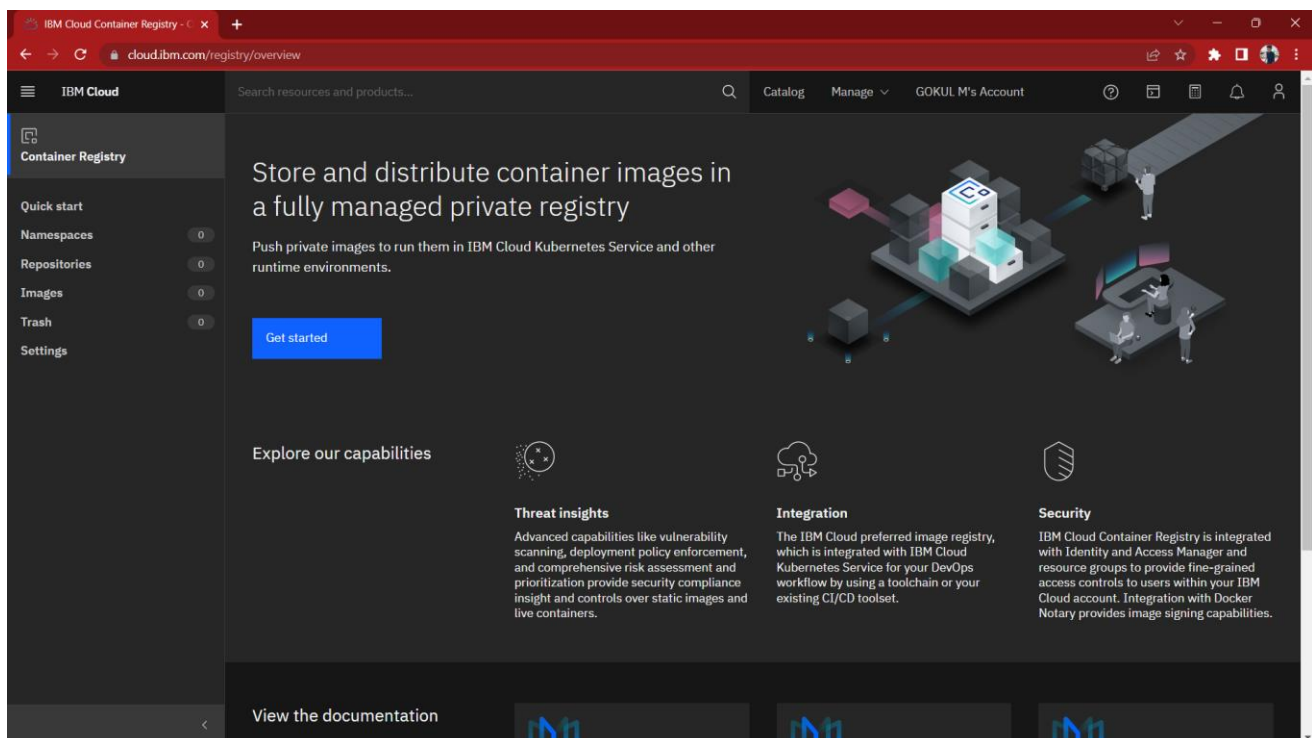 IBM Cloud Container Registry - C
cloud.ibm.com/registry/overview
IBM Cloud
Search resources and products...
Catalog
Manage
GOKUL M's Account
Container Registry
Quick start
Namespaces 0
Repositories 0
Images 0
Trash 0
Settings
Store and distribute container images in
a fully managed private registry
Push private images to run them in IBM Cloud Kubernetes Service and other
runtime environments.
Get started
Explore our capabilities
Threat insights
Advanced capabilities like vulnerability
scanning, deployment policy enforcement,
and comprehensive risk assessment and
prioritization provide security compliance
insight and controls over static images and
live containers.
Integration
The IBM Cloud preferred image registry,
which is integrated with IBM Cloud
Kubernetes Service for your DevOps
workflow by using a toolchain or your
existing CI/CD toolset.
Security
IBM Cloud Container Registry is integrated
with Identity and Access Manager and
resource groups to provide fine-grained
access controls to users within your IBM
Cloud account. Integration with Docker
Notary provides image signing capabilities.
View the documentation